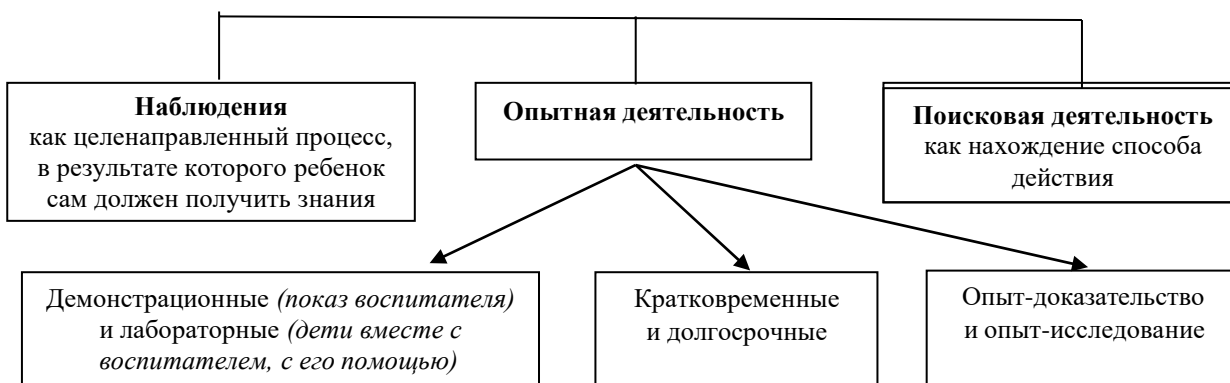 Наблюдения
как целенаправленный процесс,
в результате которого ребенок
сам должен получить знания
Опытная деятельность
Поисковая деятельность
как нахождение способа
действия
Демонстрационные (показ воспитателя)
и лабораторные (дети вместе с
воспитателем, с его помощью)
Кратковременные
и долгосрочные
Опыт-доказательство
и опыт-исследование